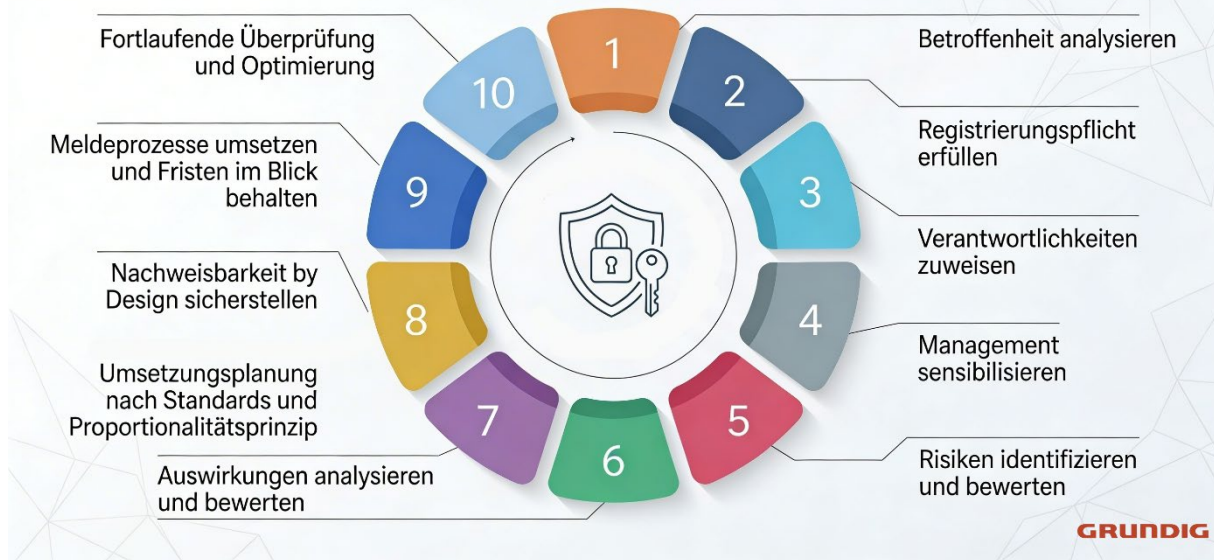 1
Betroffenheit analysieren
2
Registrierungspflicht
erfüllen
3
Verantwortlichkeiten
zuweisen
4
Management
sensibilisieren
5
Risiken identifizieren
und bewerten
6
Auswirkungen analysieren
und bewerten
7
Umsetzungsplanung
nach Standards und
Proportionalitätsprinzip
8
Nachweisbarkeit by
Design sicherstellen
9
Meldeprozesse umsetzen
und Fristen im Blick
behalten
10
Fortlaufende Überprüfung
und Optimierung
GRUNDIG